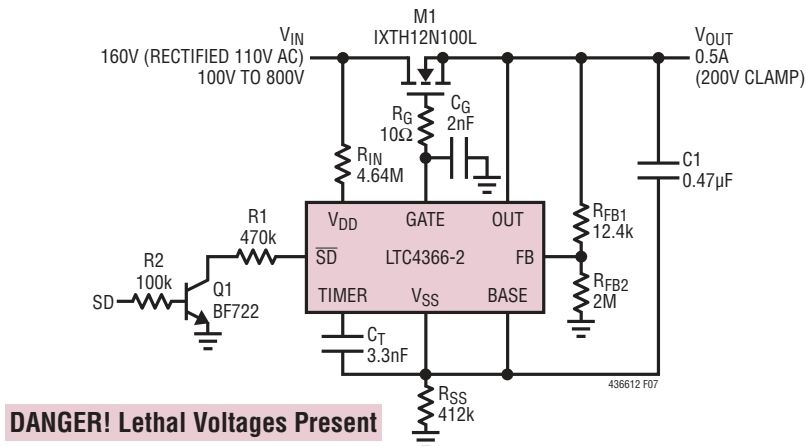 M1
IXTH12N100L
VIN
160V (RECTIFIED 110V AC)
100V TO 800V
VOUT
0.5A
(200V CLAMP)
RG
10Ω
CG
2nF
RIN
4.64M
C1
0.47µF
R1
470k
VDD
GATE
OUT
RFB1
12.4k
SD
LTC4366-2
FB
R2
100k
SD
Q1
BF722
TIMER
VSS
BASE
RFB2
2M
CT
3.3nF
436612 F07
RSS
412k
DANGER! Lethal Voltages Present